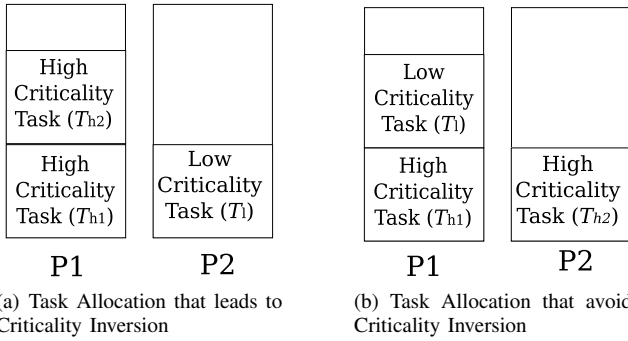 High
Criticality
Task (Th2)
High
Criticality
Task (Th1)
Low
Criticality
Task (Tl)
P1
P2
(a) Task Allocation that leads to
Criticality Inversion
Low
Criticality
Task (Tl)
High
Criticality
Task (Th1)
High
Criticality
Task (Th2)
P1
P2
(b) Task Allocation that avoid
Criticality Inversion